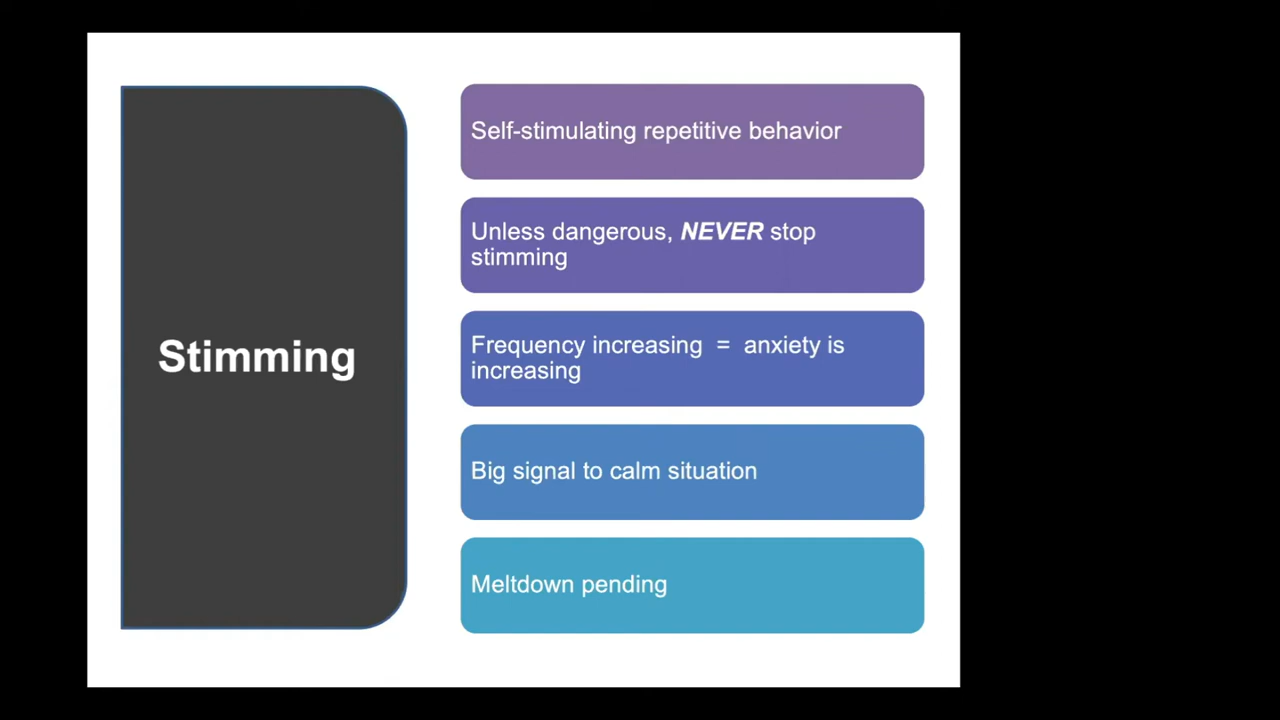 Stimming
Self-stimulating repetitive behavior
Unless dangerous, NEVER stop
stimming
Frequency increasing = anxiety is
increasing
Big signal to calm situation
Meltdown pending